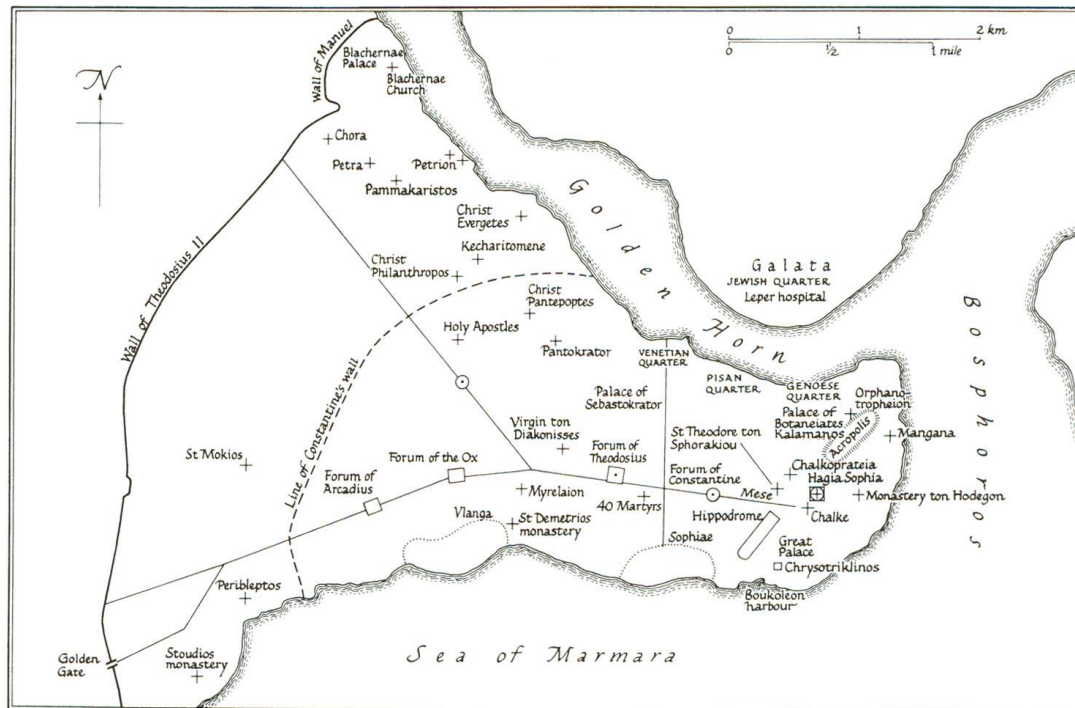 0 1 2 km
0 1/2 1 mile
N
Wall of Manuel
Blachernae
Palace
Blachernae
Church
Chora
Petra
Petrion
Pammakaristos
Christ
Evergetes
Kecharitomene
Christ
Philanthropos
Wall of Theodosius II
Golden Horn
Galata
JEWISH QUARTER
Leper hospital
Bosphoros
Christ
Pantepoptes
Holy Apostles
Pantokrator
VENETIAN
QUARTER
PISAN
QUARTER
GENOESE
QUARTER
Orphano-
tropheion
Palace of
Sebastokrator
Palace of
Botaneiates
Kalamanos
Acropolis
Mangana
Line of Constantine's wall
Virgin ton
Diakonisses
St Theodore ton
Sphorakiou
St Mokios
Forum of the Ox
Forum of
Theodosius
Forum of
Constantine
Chalkoprateia
Hagia Sophia
Forum of
Arcadius
Myrelaion
40 Martyrs
Mese
Monastery ton Hodegon
Chalke
Vlanga
St Demetrios
monastery
Hippodrome
Sophiae
Great
Palace
Chrysotriklinos
Peribleptos
Boukoleon
harbour
Golden
Gate
Stoudios
monastery
Sea of Marmara